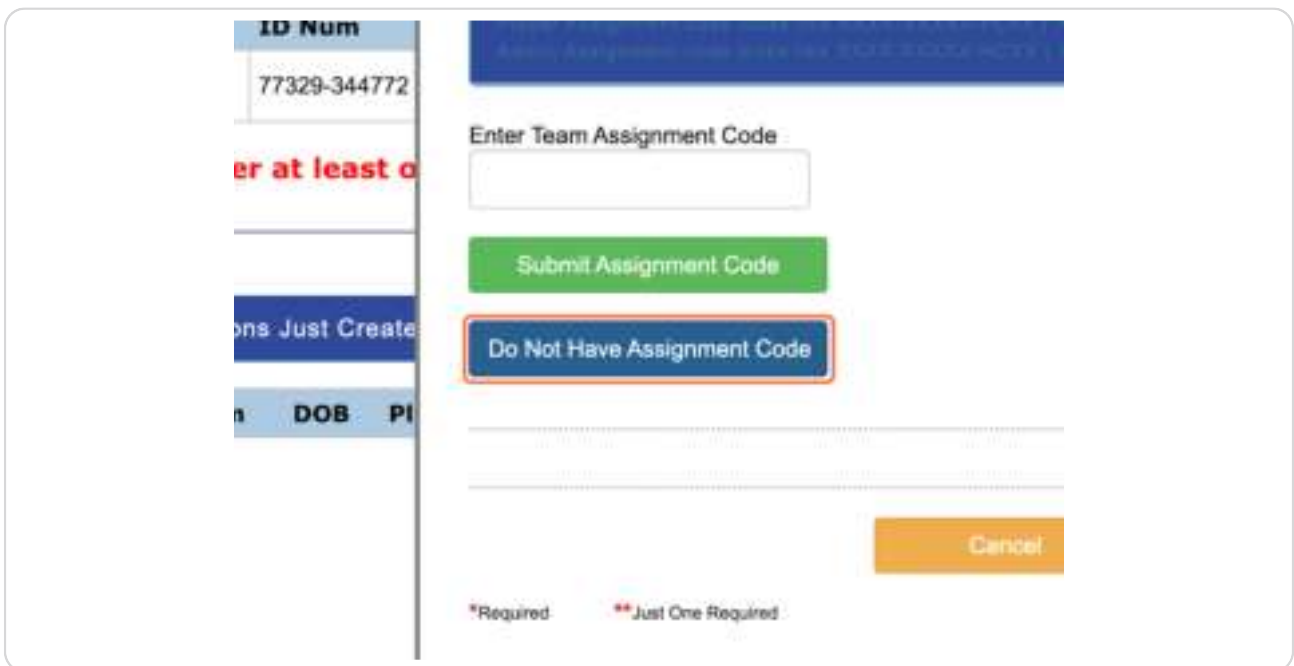 ID Num
77329-344772
er at least o
ons Just Create
DOB Pl
Enter Team Assignment Code
Submit Assignment Code
Do Not Have Assignment Code
Cancel
*Required **Just One Required